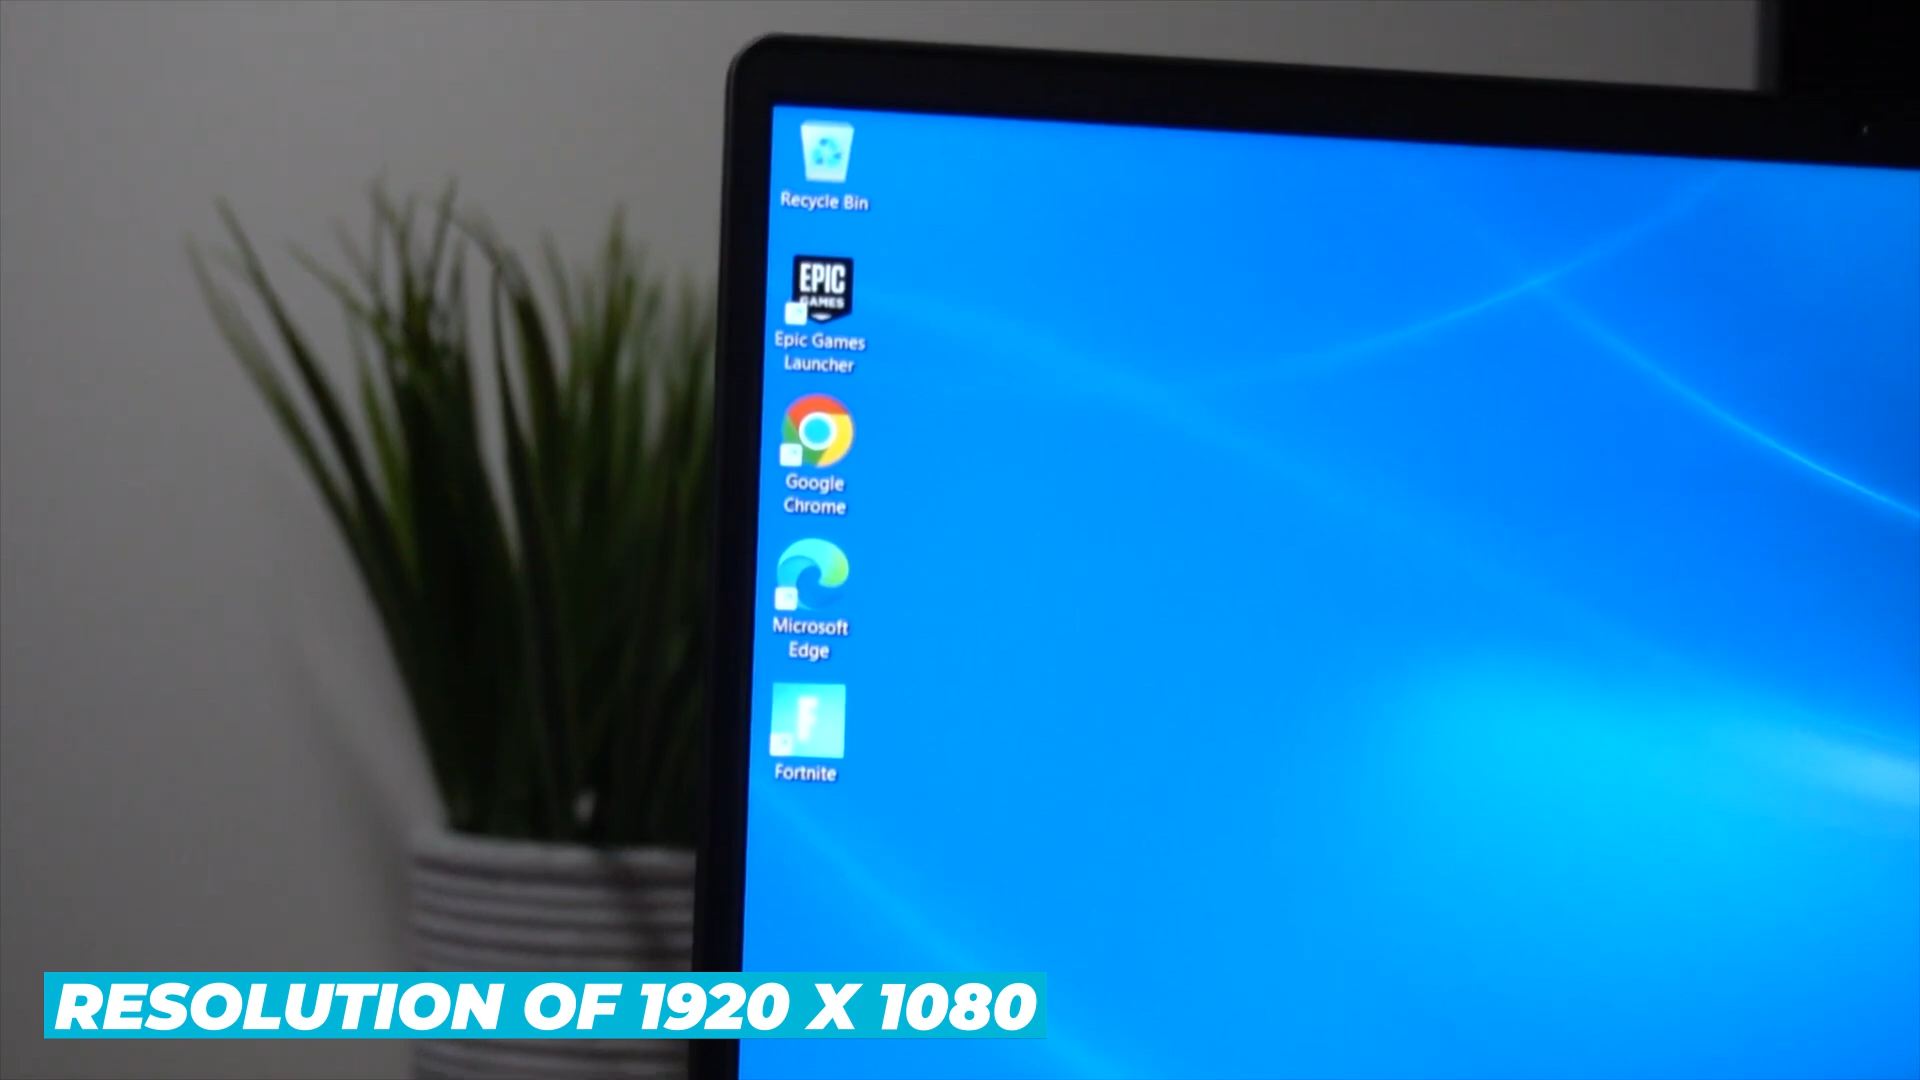 Recycle Bin
EPIC
GAMES
Epic Games
Launcher
Google
Chrome
Microsoft
Edge
F
Fortnite
RESOLUTION OF 1920 X 1080